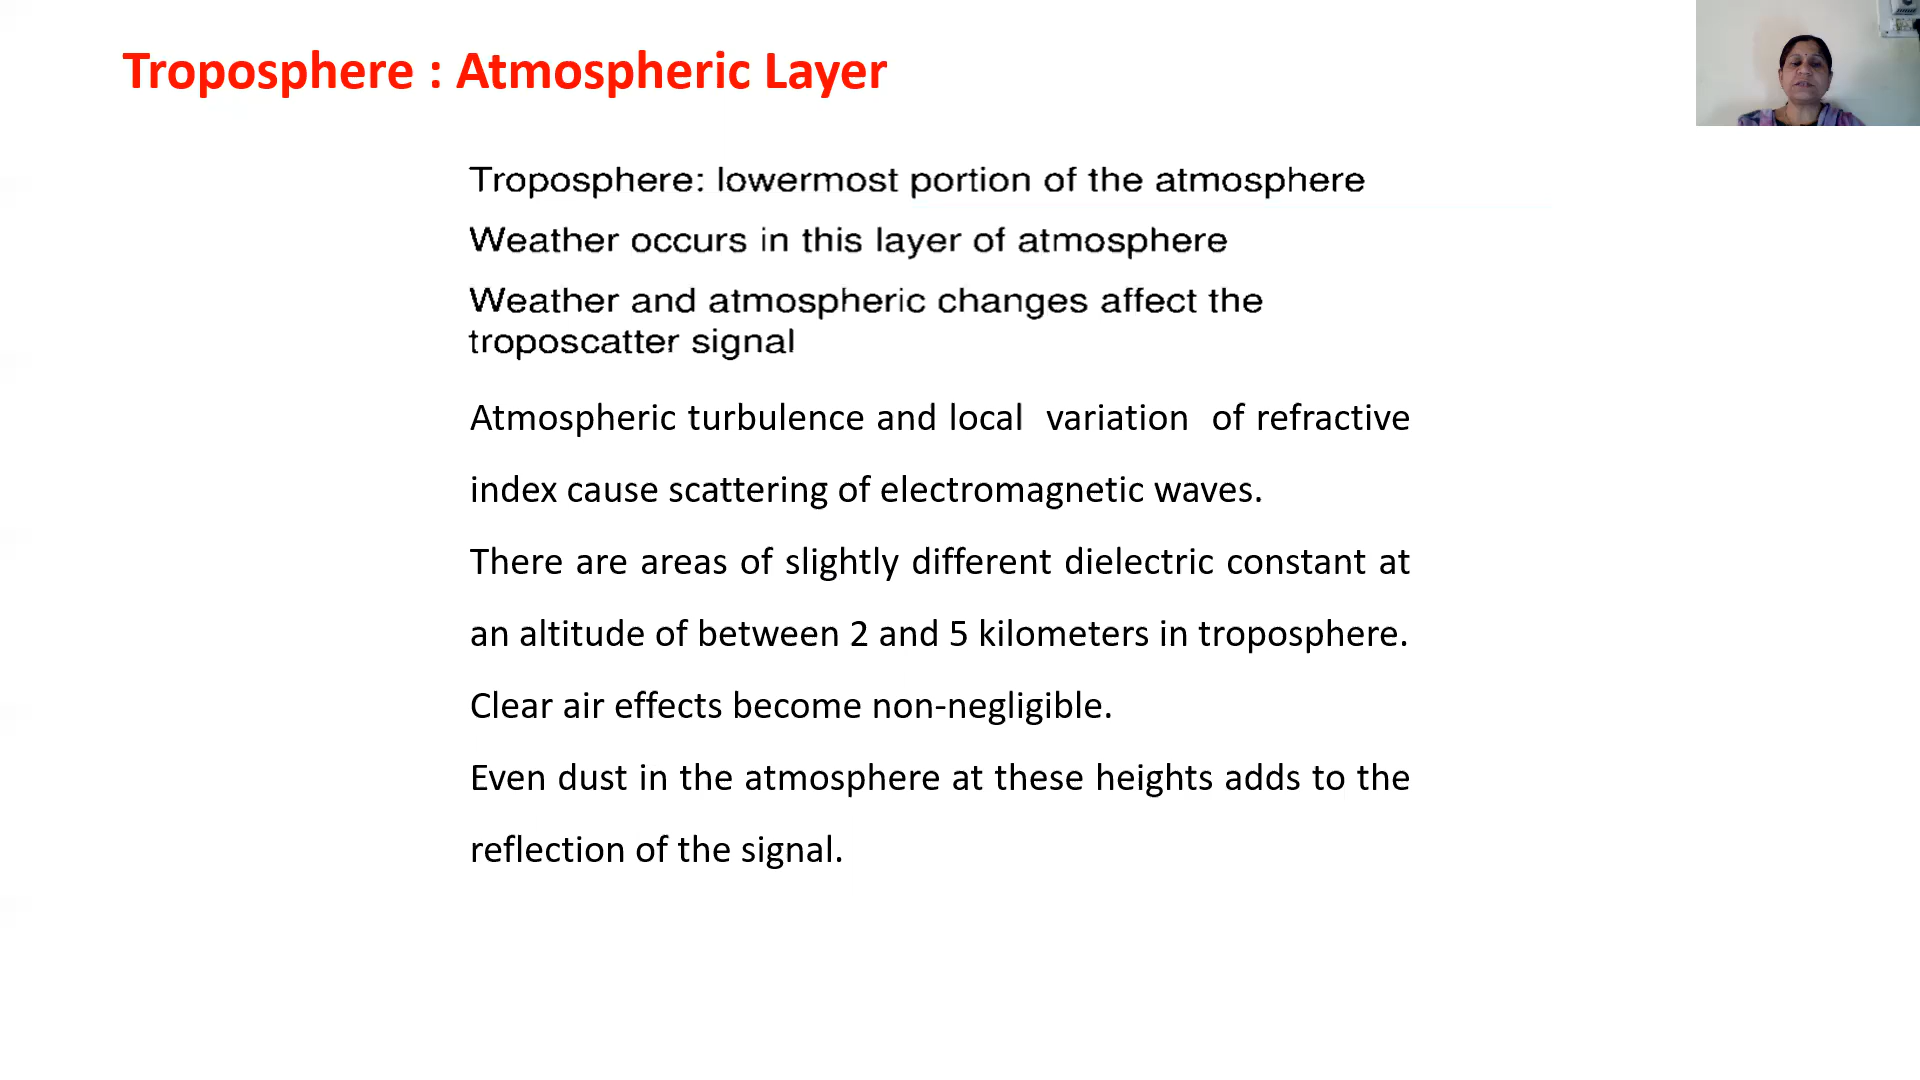 Troposphere : Atmospheric Layer
Troposphere: lowermost portion of the atmosphere
Weather occurs in this layer of atmosphere
Weather and atmospheric changes affect the
troposcatter signal
Atmospheric turbulence and local variation of refractive
index cause scattering of electromagnetic waves.
There are areas of slightly different dielectric constant at
an altitude of between 2 and 5 kilometers in troposphere.
Clear air effects become non-negligible.
Even dust in the atmosphere at these heights adds to the
reflection of the signal.